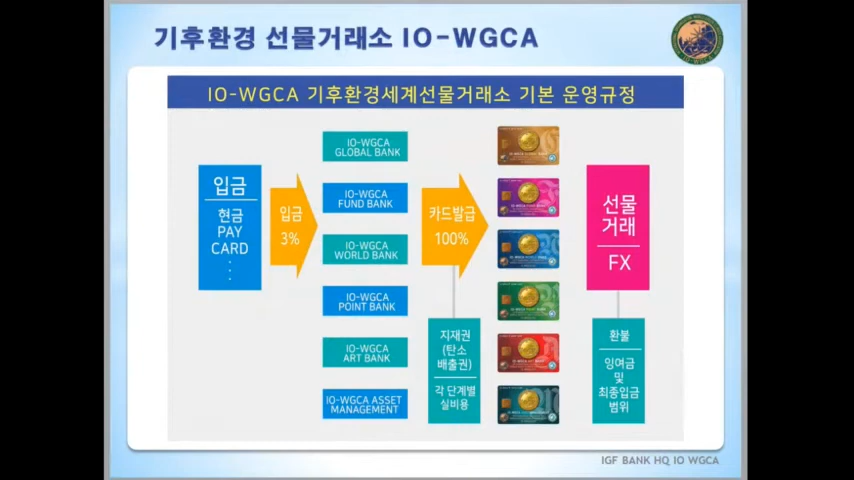 기후환경 선물거래소 IO-WGCA
IO-WGCA 기후환경세계선물거래소 기본 운영규정
입금
현금
PAY
CARD
입금
3%
IO-WGCA
GLOBAL BANK
IO-WGCA
FUND BANK
IO-WGCA
WORLD BANK
IO-WGCA
POINT BANK
IO-WGCA
ART BANK
IO-WGCA ASSET
MANAGEMENT
카드발급
100%
지재권
(탄소
배출권)
각 단계별
실비용
선물
거래
FX
환불
잉여금
및
최종입금
범위
IGF BANK HQ IO WGCA